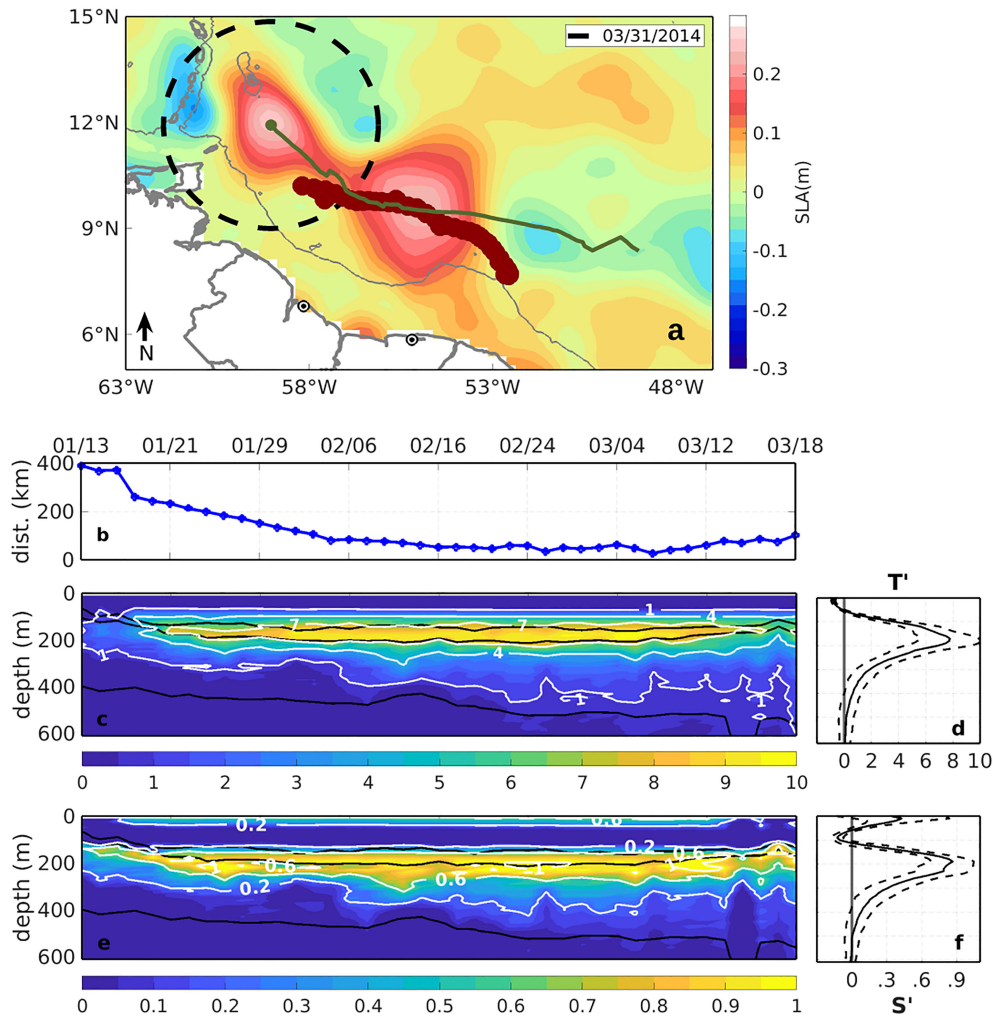 15°N
12°N
9°N
6°N
63°W 58°W 53°W 48°W
03/31/2014
N
a
0.2
0.1
0
-0.1
-0.2
-0.3
SLA(m)
01/13 01/21 01/29 02/06 02/16 02/24 03/04 03/12 03/18
dist. (km)
400
200
0
b
depth (m)
0
200
400
600
1 4
7 7
4
1
1 1
c
0 1 2 3 4 5 6 7 8 9 10
T'
d
0 2 4 6 8 10
depth (m)
0
200
400
600
0.2 0.6
0.2
0.6 0.6
1 1 1
0.2 0.6
e
0 0.1 0.2 0.3 0.4 0.5 0.6 0.7 0.8 0.9 1
f
0 .3 .6 .9
S'